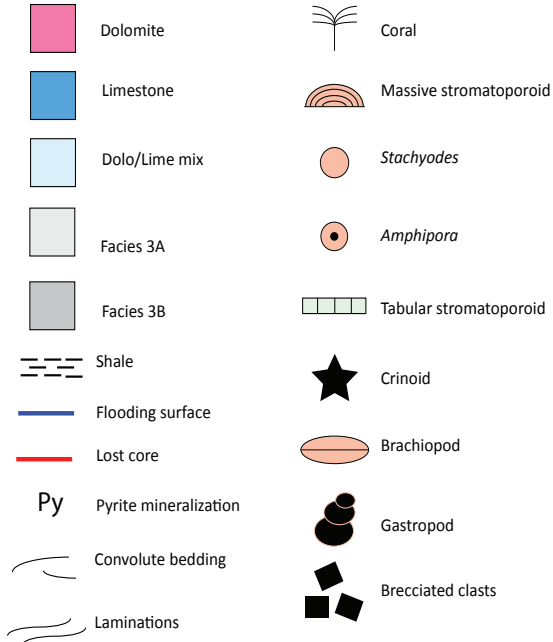 Dolomite
Limestone
Dolo/Lime mix
Facies 3A
Facies 3B
Shale
Flooding surface
Lost core
Py Pyrite mineralization
Convolute bedding
Laminations
Coral
Massive stromatoporoid
Stachyodes
Amphipora
Tabular stromatoporoid
Crinoid
Brachiopod
Gastropod
Brecciated clasts